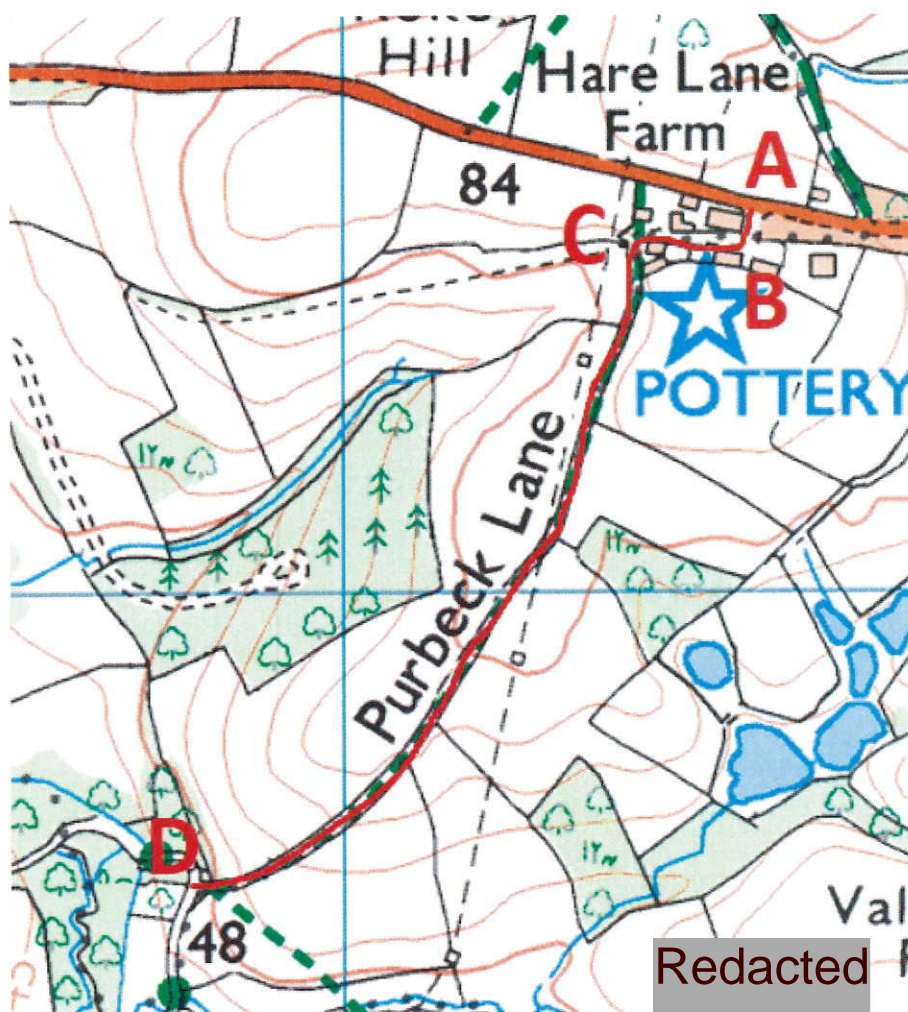 Hill
Hare Lane
Farm
A
84
C
B
POTTERY
Purbeck Lane
D
48
Val
Redacted